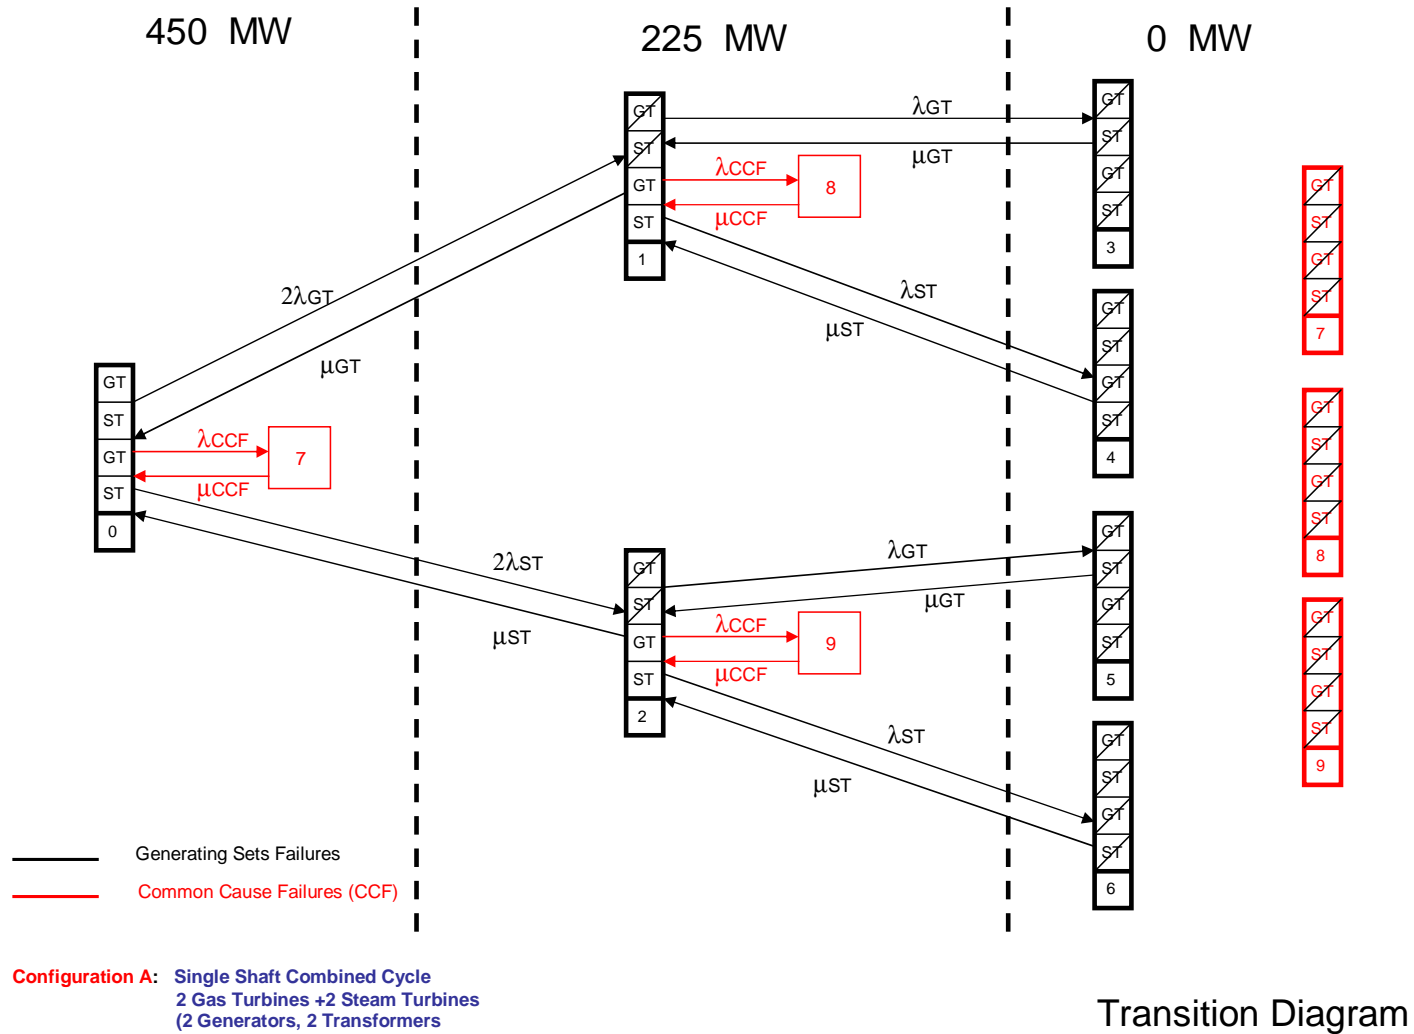 450 MW
225 MW
0 MW
GT
ST
GT
ST
0
GT
ST
GT
ST
1
GT
ST
GT
ST
2
GT
ST
GT
ST
3
GT
ST
GT
ST
4
GT
ST
GT
ST
5
GT
ST
GT
ST
6
GT
ST
GT
ST
7
GT
ST
GT
ST
8
GT
ST
GT
ST
9
2λGT
μGT
λCCF
7
μCCF
2λST
μST
λGT
μGT
λCCF
8
μCCF
λST
μST
λGT
μGT
λCCF
9
μCCF
λST
μST
Generating Sets Failures
Common Cause Failures (CCF)
Configuration A: Single Shaft Combined Cycle
2 Gas Turbines +2 Steam Turbines
(2 Generators, 2 Transformers
Transition Diagram